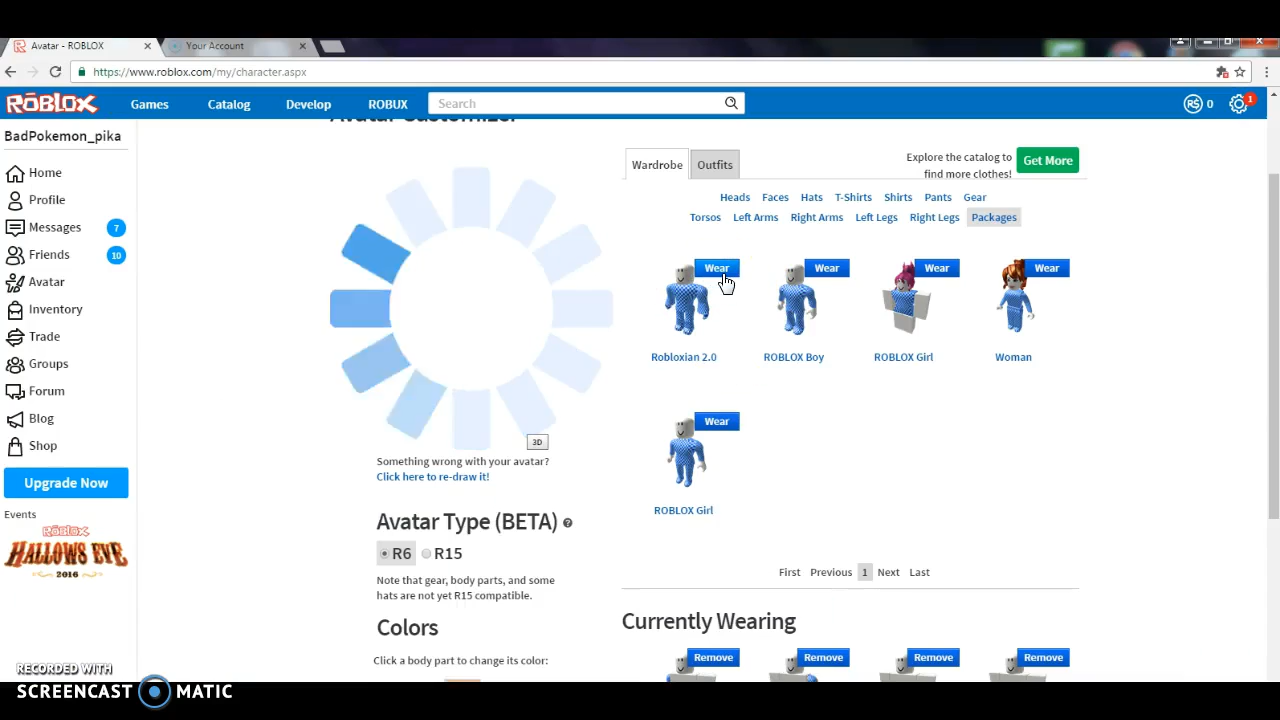 Avatar - ROBLOX
Your Account
https://www.roblox.com/my/character.aspx
ROBLOX
Games
Catalog
Develop
ROBUX
Search
R$ 0
1
BadPokemon_pika
Avatar Customizer
Home
Profile
Messages 7
Friends 10
Avatar
Inventory
Trade
Groups
Forum
Blog
Shop
Upgrade Now
Events
ROBLOX
HALLOWS EVE
2016
3D
Something wrong with your avatar?
Click here to re-draw it!
Avatar Type (BETA) ?
R6 R15
Note that gear, body parts, and some
hats are not yet R15 compatible.
Colors
Click a body part to change its color:
Wardrobe
Outfits
Explore the catalog to
find more clothes!
Get More
Heads Faces Hats T-Shirts Shirts Pants Gear
Torsos Left Arms Right Arms Left Legs Right Legs Packages
Wear Wear Wear Wear
Robloxian 2.0 ROBLOX Boy ROBLOX Girl Woman
Wear
ROBLOX Girl
First Previous 1 Next Last
Currently Wearing
Remove Remove Remove Remove
RECORDED WITH
SCREENCAST MATIC